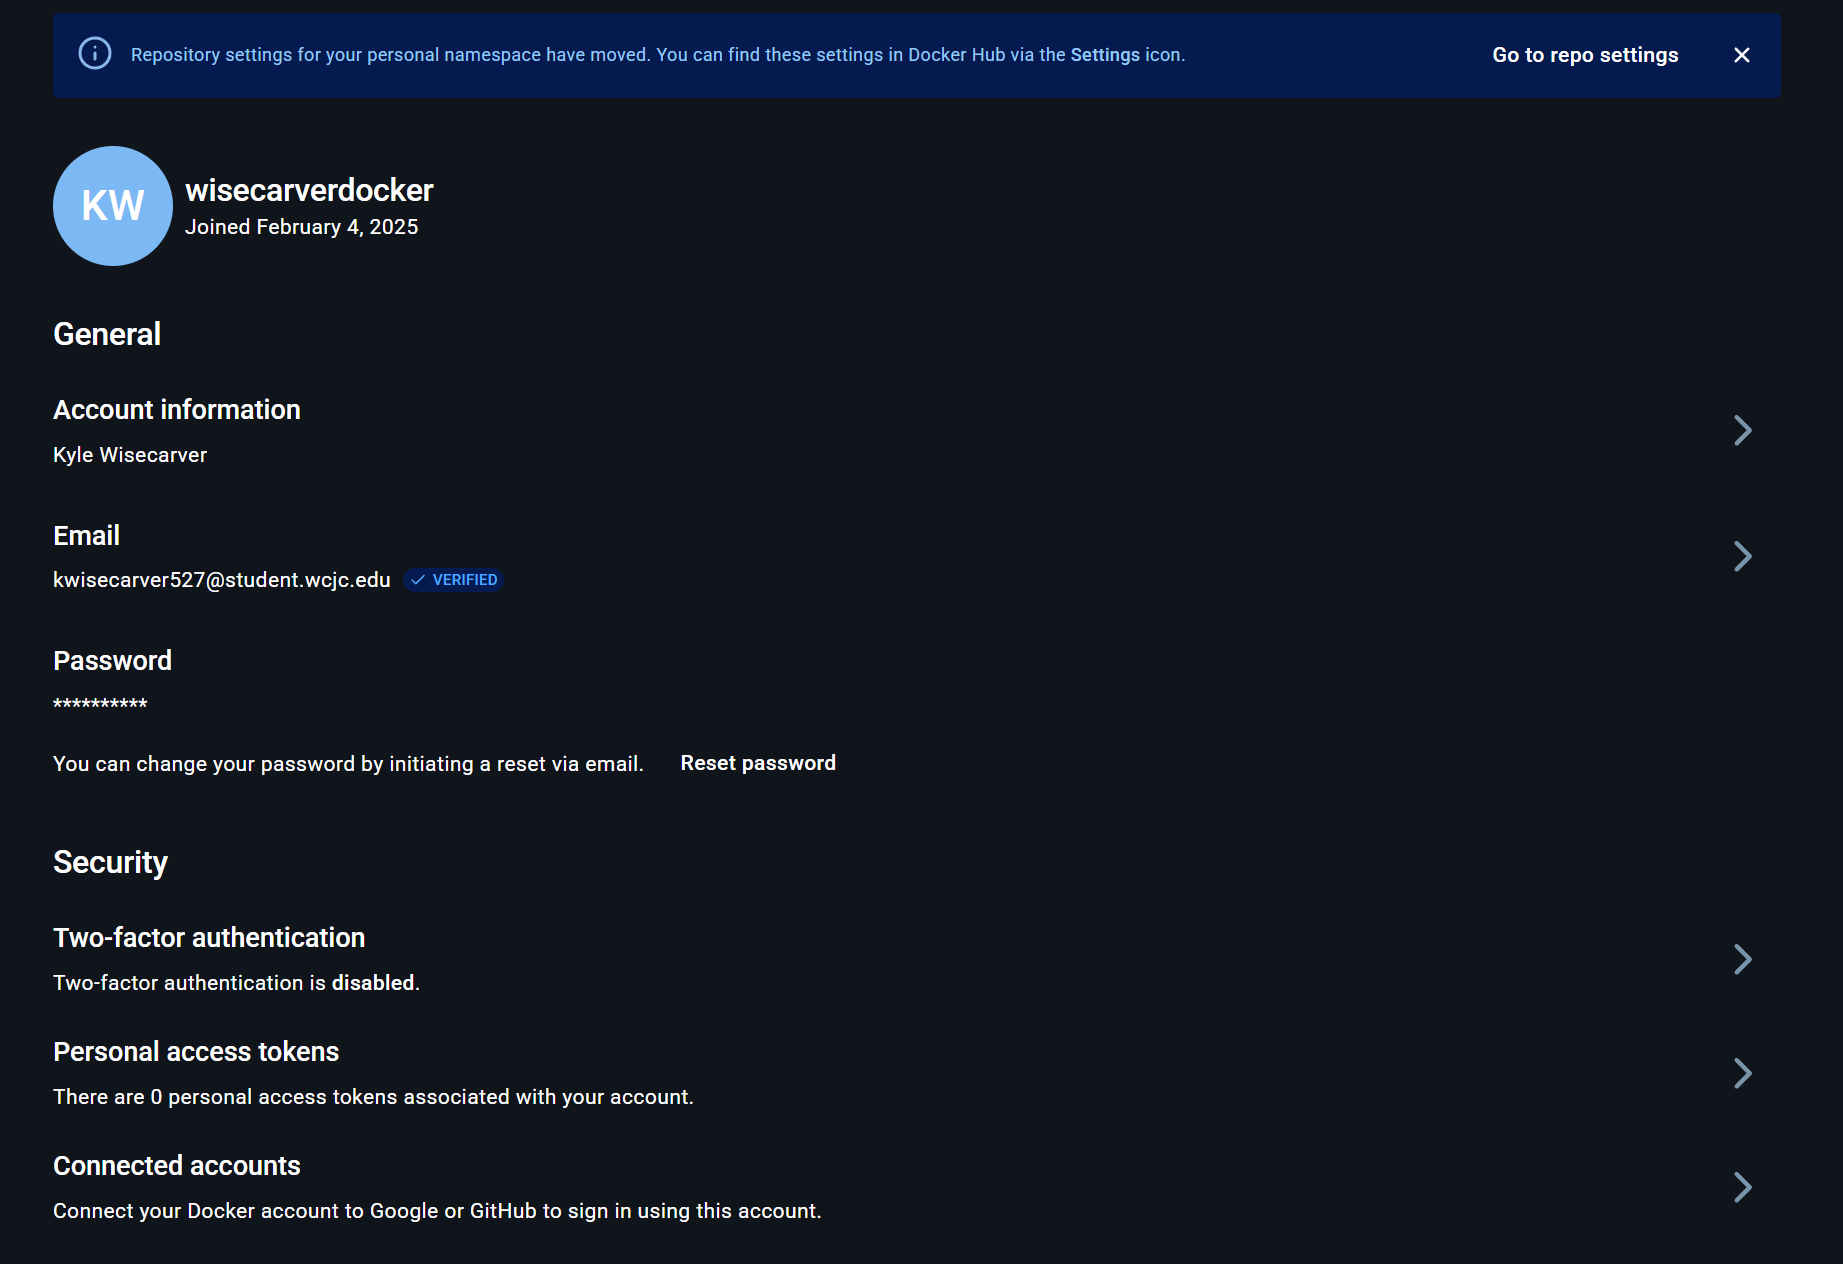 Repository settings for your personal namespace have moved. You can find these settings in Docker Hub via the Settings icon.
Go to repo settings
KW
wisecarverdocker
Joined February 4, 2025
General
Account information
Kyle Wisecarver
Email
kwisecarver527@student.wcjc.edu
VERIFIED
Password
**********
You can change your password by initiating a reset via email.
Reset password
Security
Two-factor authentication
Two-factor authentication is disabled.
Personal access tokens
There are 0 personal access tokens associated with your account.
Connected accounts
Connect your Docker account to Google or GitHub to sign in using this account.